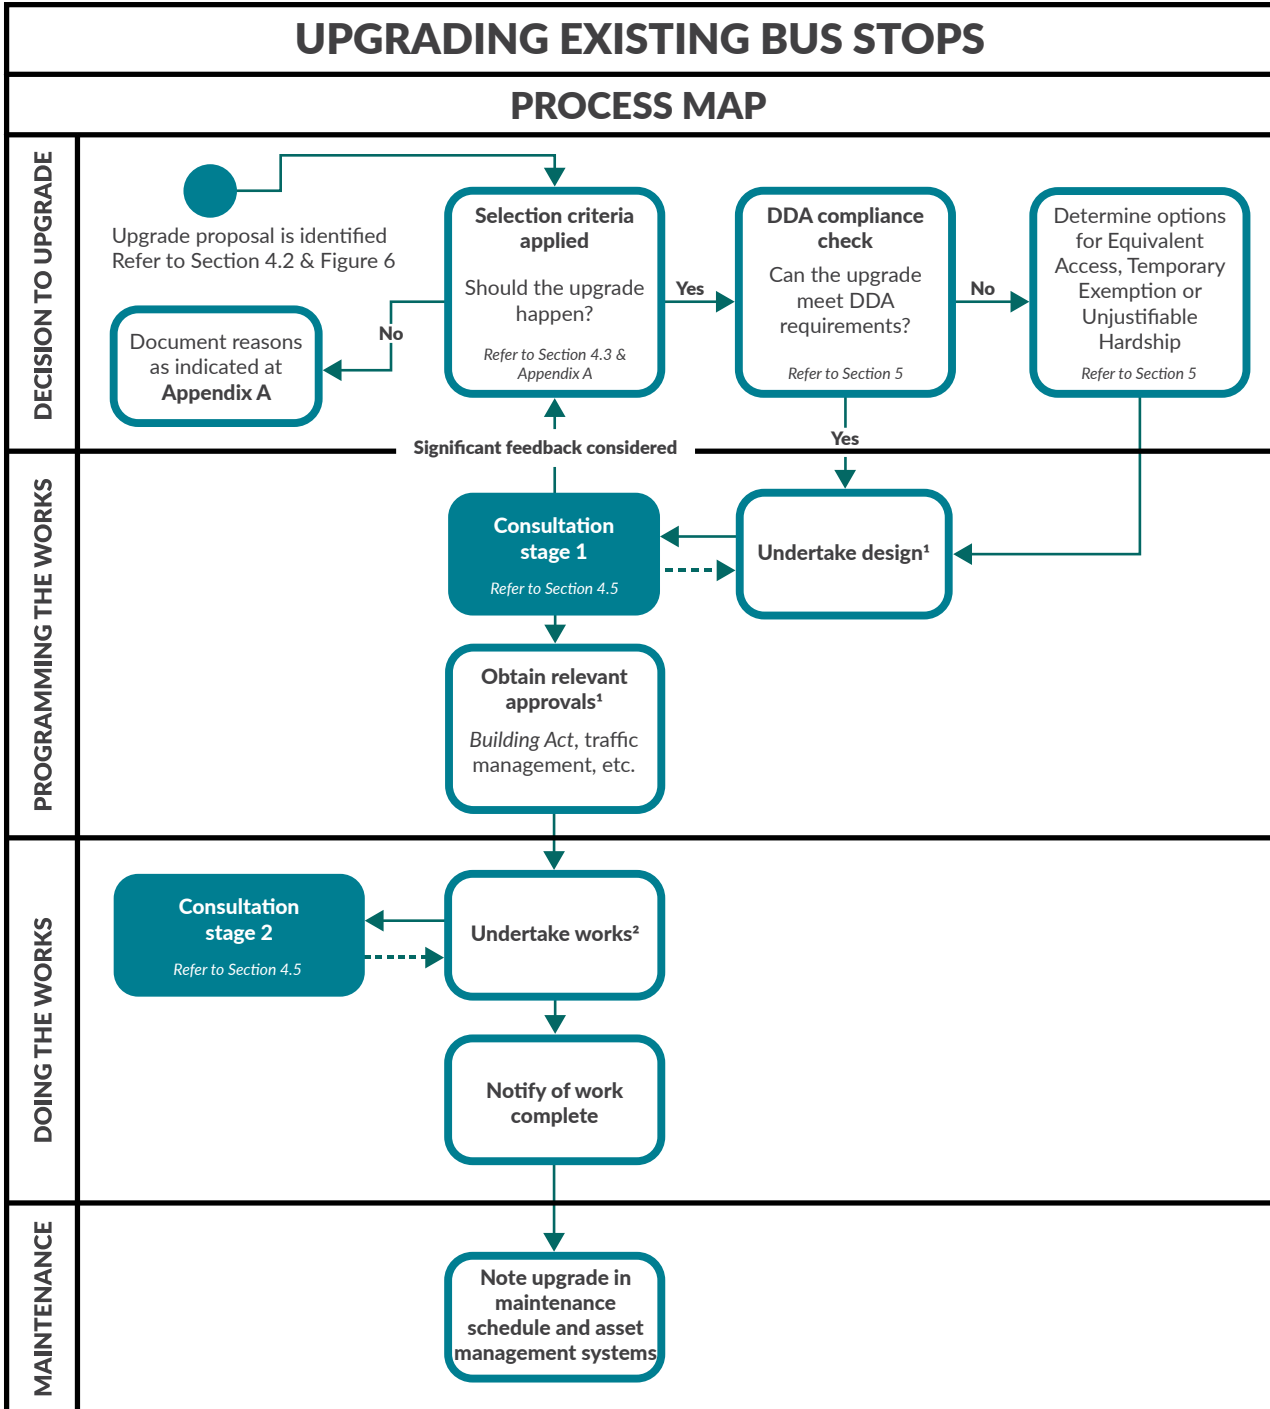 UPGRADING EXISTING BUS STOPS
PROCESS MAP
DECISION TO UPGRADE
Upgrade proposal is identified
Refer to Section 4.2 & Figure 6
Selection criteria
applied
Should the upgrade
happen?
Refer to Section 4.3 &
Appendix A
Yes
DDA compliance
check
Can the upgrade
meet DDA
requirements?
Refer to Section 5
No
Determine options
for Equivalent
Access, Temporary
Exemption or
Unjustifiable
Hardship
Refer to Section 5
No
Document reasons
as indicated at
Appendix A
Significant feedback considered
Yes
PROGRAMMING THE WORKS
Consultation
stage 1
Refer to Section 4.5
Undertake design¹
Obtain relevant
approvals¹
Building Act, traffic
management, etc.
DOING THE WORKS
Consultation
stage 2
Refer to Section 4.5
Undertake works²
Notify of work
complete
MAINTENANCE
Note upgrade in
maintenance
schedule and asset
management systems